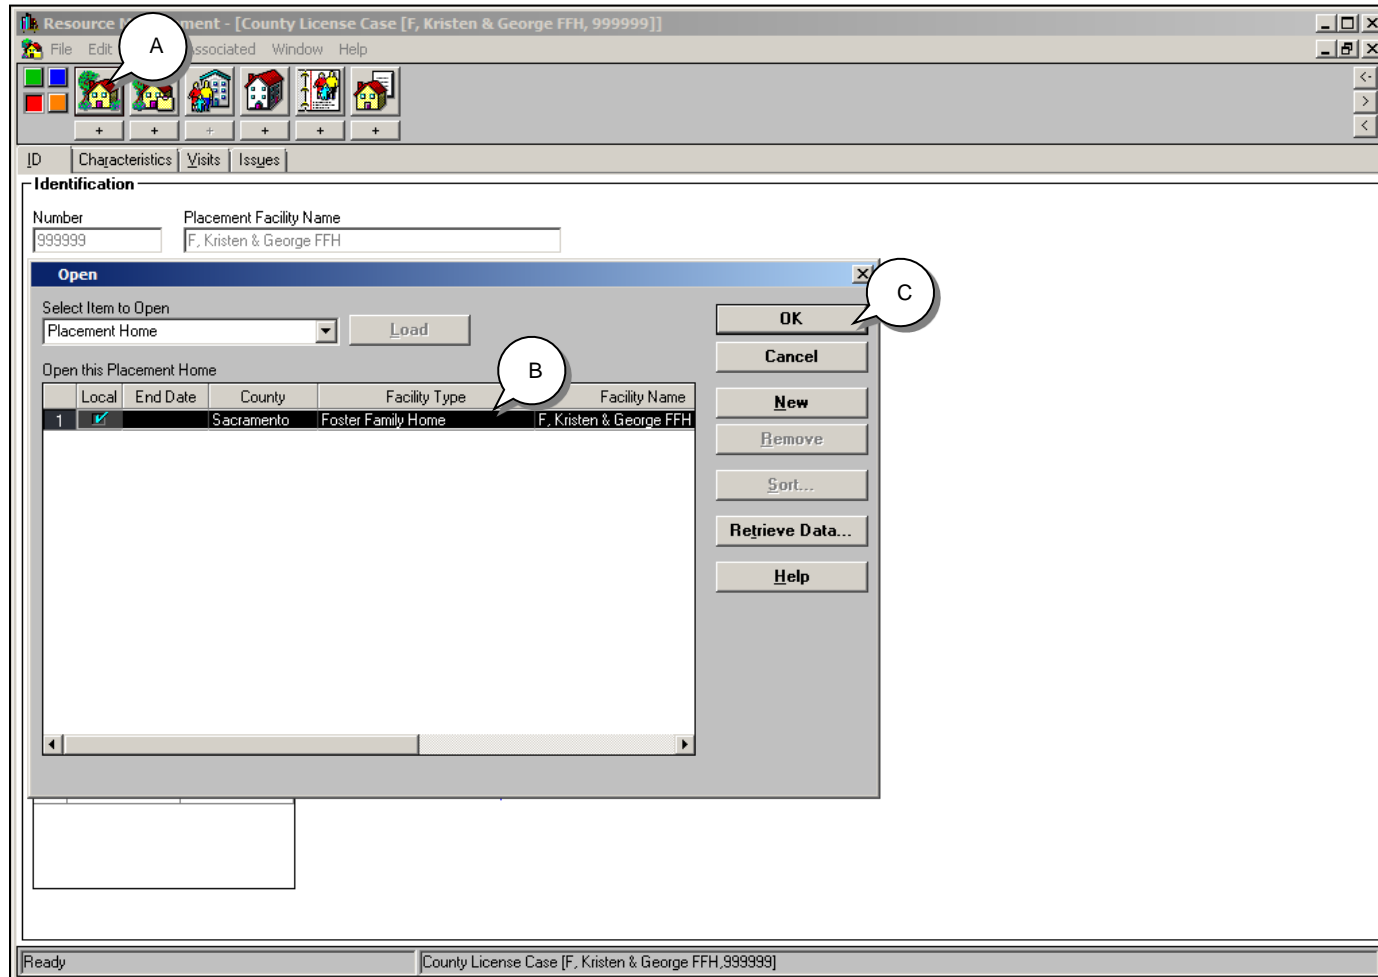 Resource M ment - [County License Case [F, Kristen & George FFH, 999999]]
File Edit A Associated Window Help
+ + + + + +
<-
>
<
ID Characteristics Visits Issues
Identification
Number Placement Facility Name
999999 F, Kristen & George FFH
Open
C
Select Item to Open
Placement Home Load OK
Cancel
Open this Placement Home B
Local End Date County Facility Type Facility Name New
1 Sacramento Foster Family Home F, Kristen & George FFH
Remove
Sort...
Retrieve Data...
Help
Ready County License Case [F, Kristen & George FFH,999999]